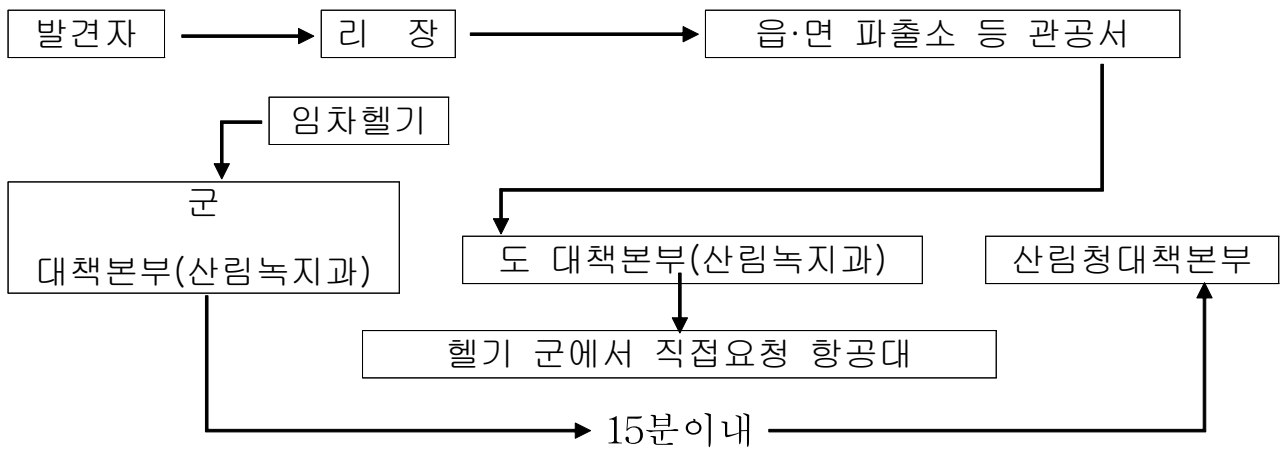 발견자
리 장
읍·면 파출소 등 관공서
임차헬기
군
대책본부(산림녹지과)
도 대책본부(산림녹지과)
산림청대책본부
헬기 군에서 직접요청 항공대
15분이내